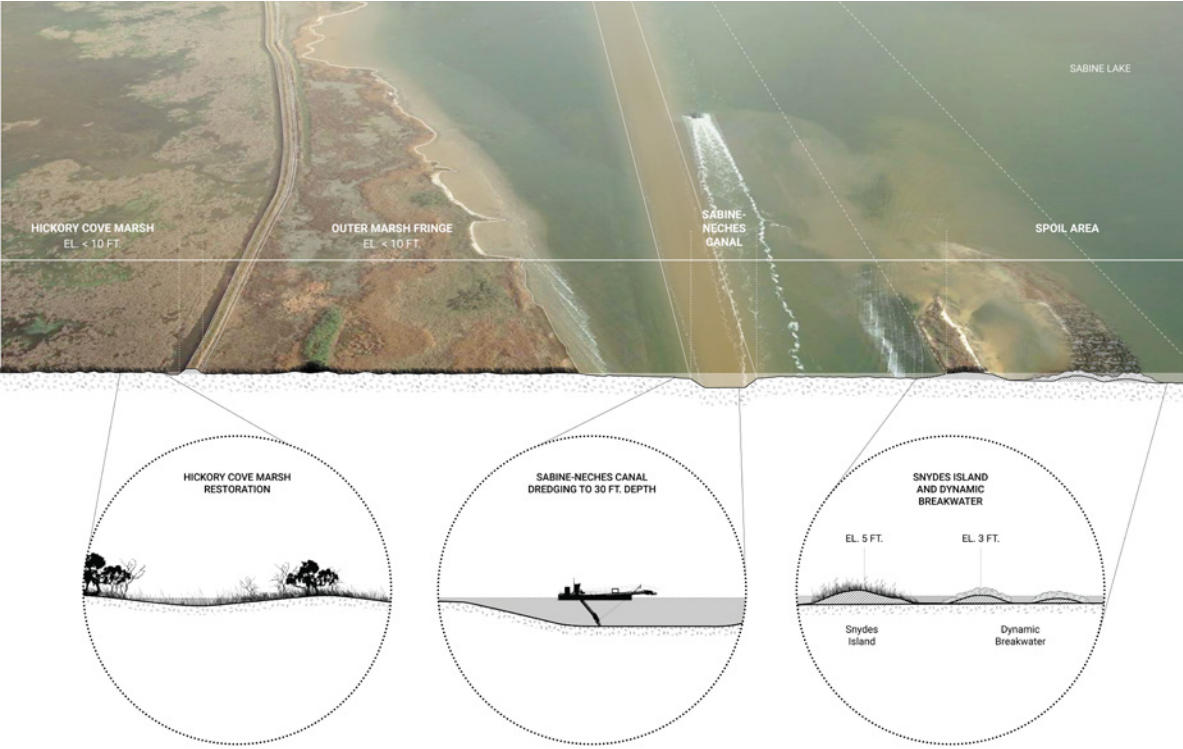 SABINE LAKE
HICKORY COVE MARSH
EL. < 10 FT.
OUTER MARSH FRINGE
EL. < 10 FT.
SABINE-
NECHES
CANAL
SPOIL AREA
HICKORY COVE MARSH
RESTORATION
SABINE-NECHES CANAL
DREDGING TO 30 FT. DEPTH
SNYDES ISLAND
AND DYNAMIC
BREAKWATER
EL. 5 FT.
EL. 3 FT.
Snydes
Island
Dynamic
Breakwater